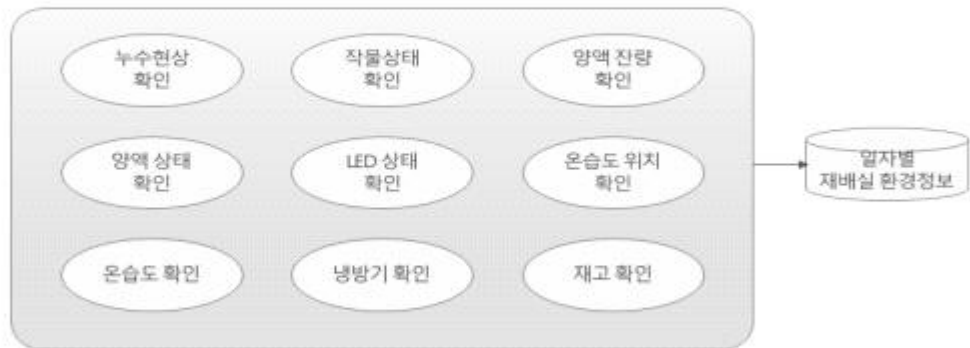 누수현상
확인
작물상태
확인
양액 잔량
확인
양액 상태
확인
LED 상태
확인
온습도 위치
확인
일자별
재배실 환경정보
온습도 확인
냉방기 확인
재고 확인